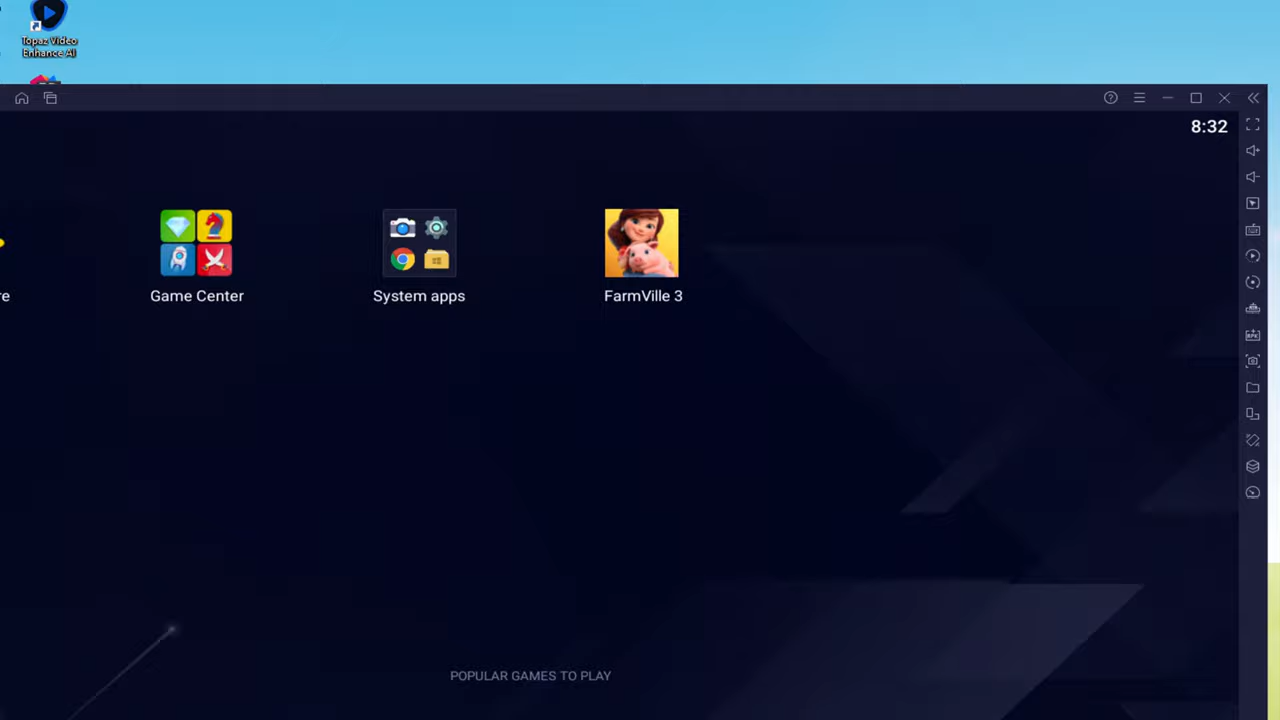 Topaz Video
Enhance AI
8:32
re
Game Center
System apps
FarmVille 3
POPULAR GAMES TO PLAY